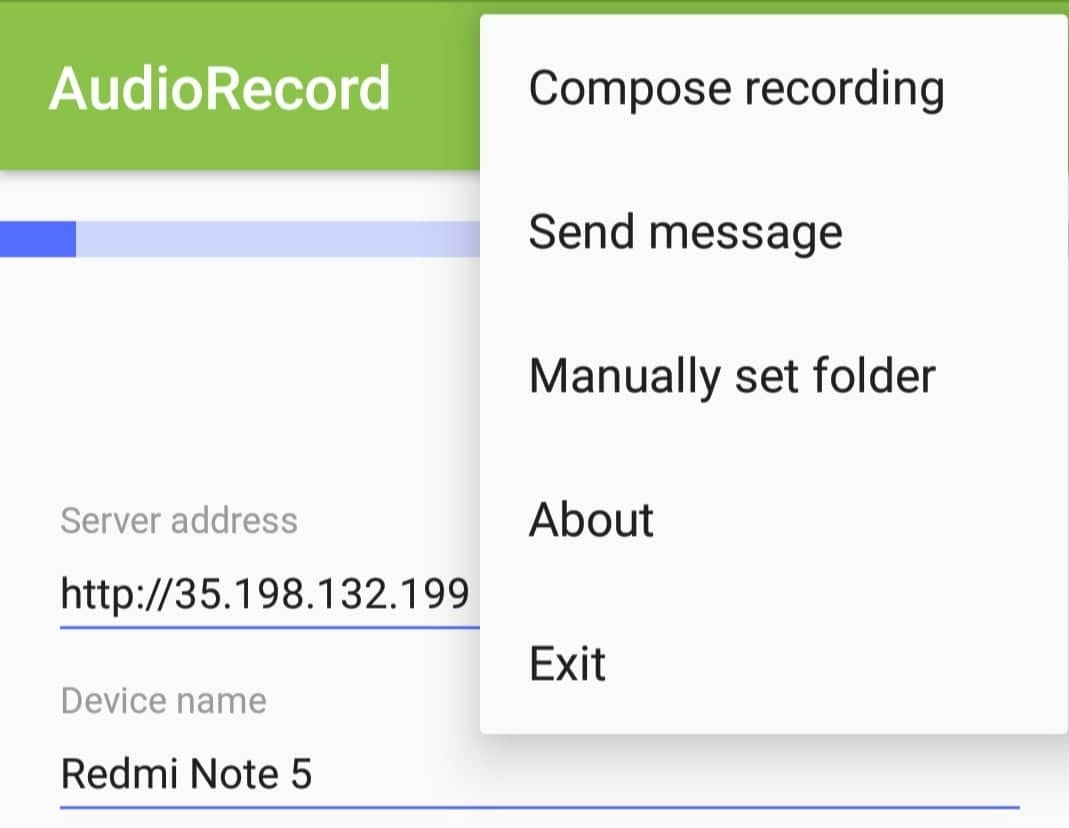 AudioRecord
Compose recording
Send message
Manually set folder
About
Exit
Server address
http://35.198.132.199
Device name
Redmi Note 5